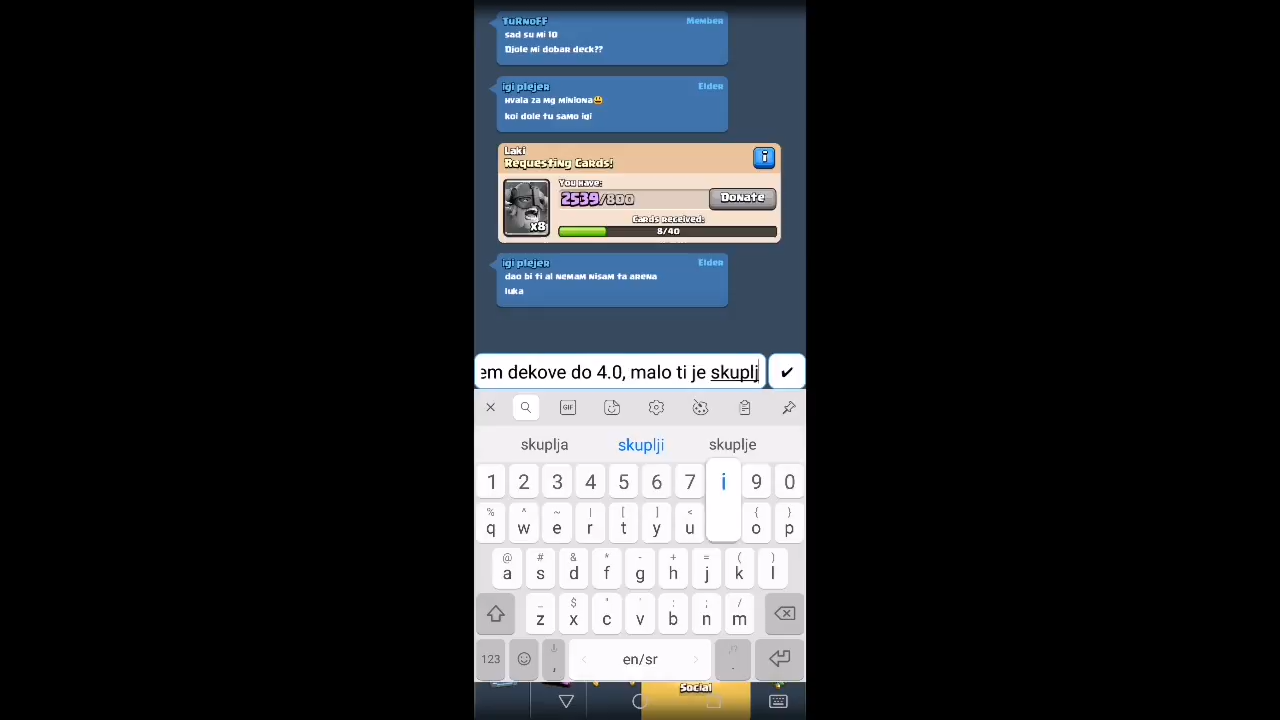 TuRnoFF Member
sad su mi 10
Djole mi dobar deck??
igi plejer Elder
Hvala za mg miniona😃
koi dole tu samo igi
Laki
Requesting Cards!
i
You have:
2539/800
Donate
x8
Cards received:
8/40
igi plejer Elder
dao bi ti al nemam nisam ta arena
luka
em dekove do 4.0, malo ti je skuplj ✔
GIF
skuplja skuplji skuplje
1 2 3 4 5 6 7 i 9 0
% ^ ~ | [ ] < { }
q w e r t y u o p
@ # & * - + = ( )
a s d f g h j k l
_ $ " ' : ; /
z x c v b n m
123 , en/sr .
Social